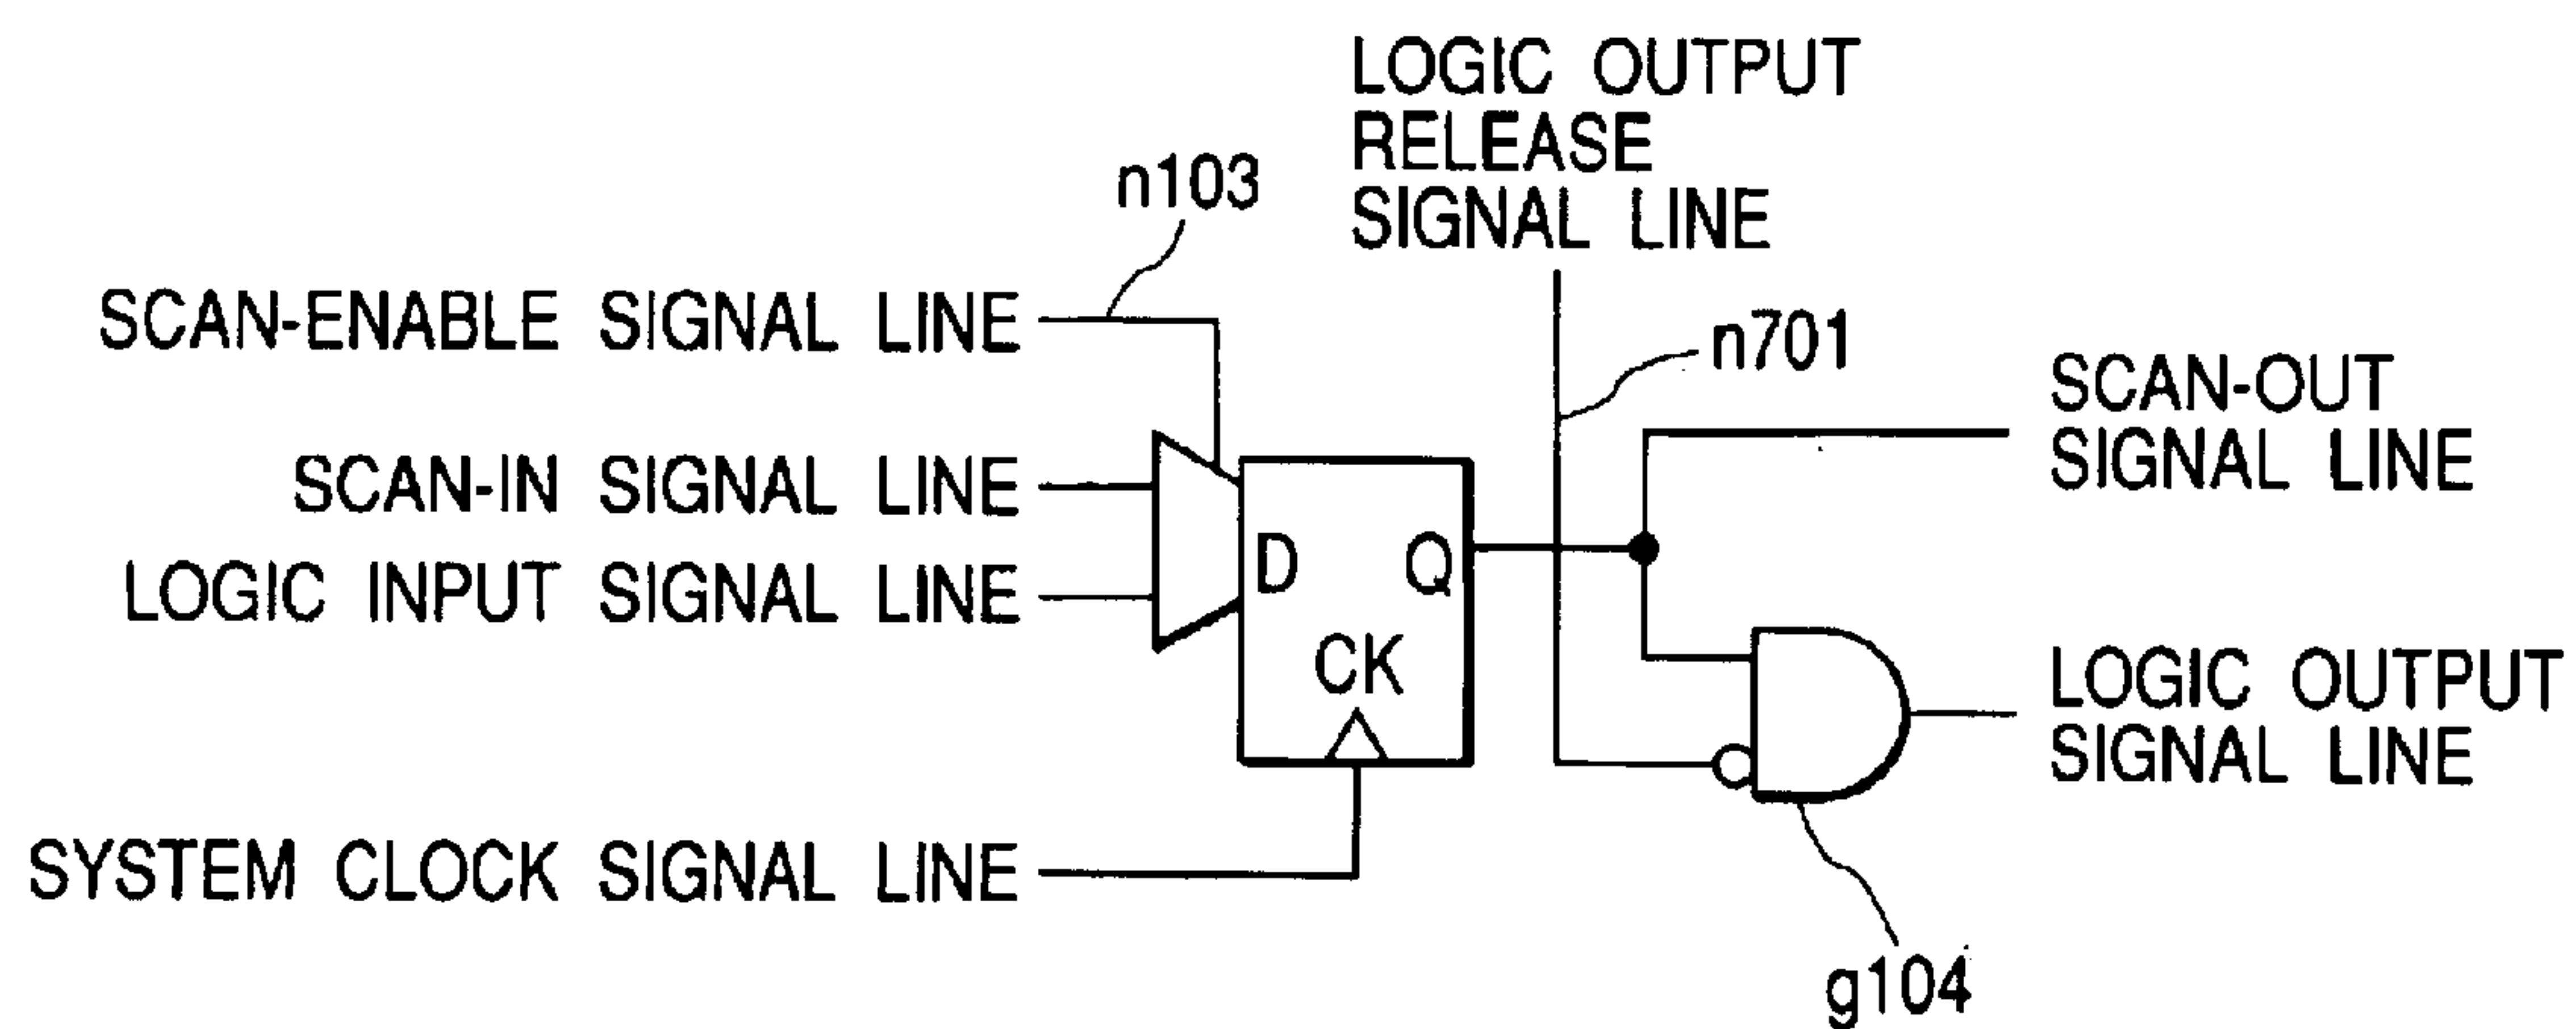 LOGIC OUTPUT
RELEASE
SIGNAL LINE
n103
SCAN-ENABLE SIGNAL LINE
n701
SCAN-OUT
SIGNAL LINE
SCAN-IN SIGNAL LINE
LOGIC INPUT SIGNAL LINE
D
Q
CK
LOGIC OUTPUT
SIGNAL LINE
SYSTEM CLOCK SIGNAL LINE
g104